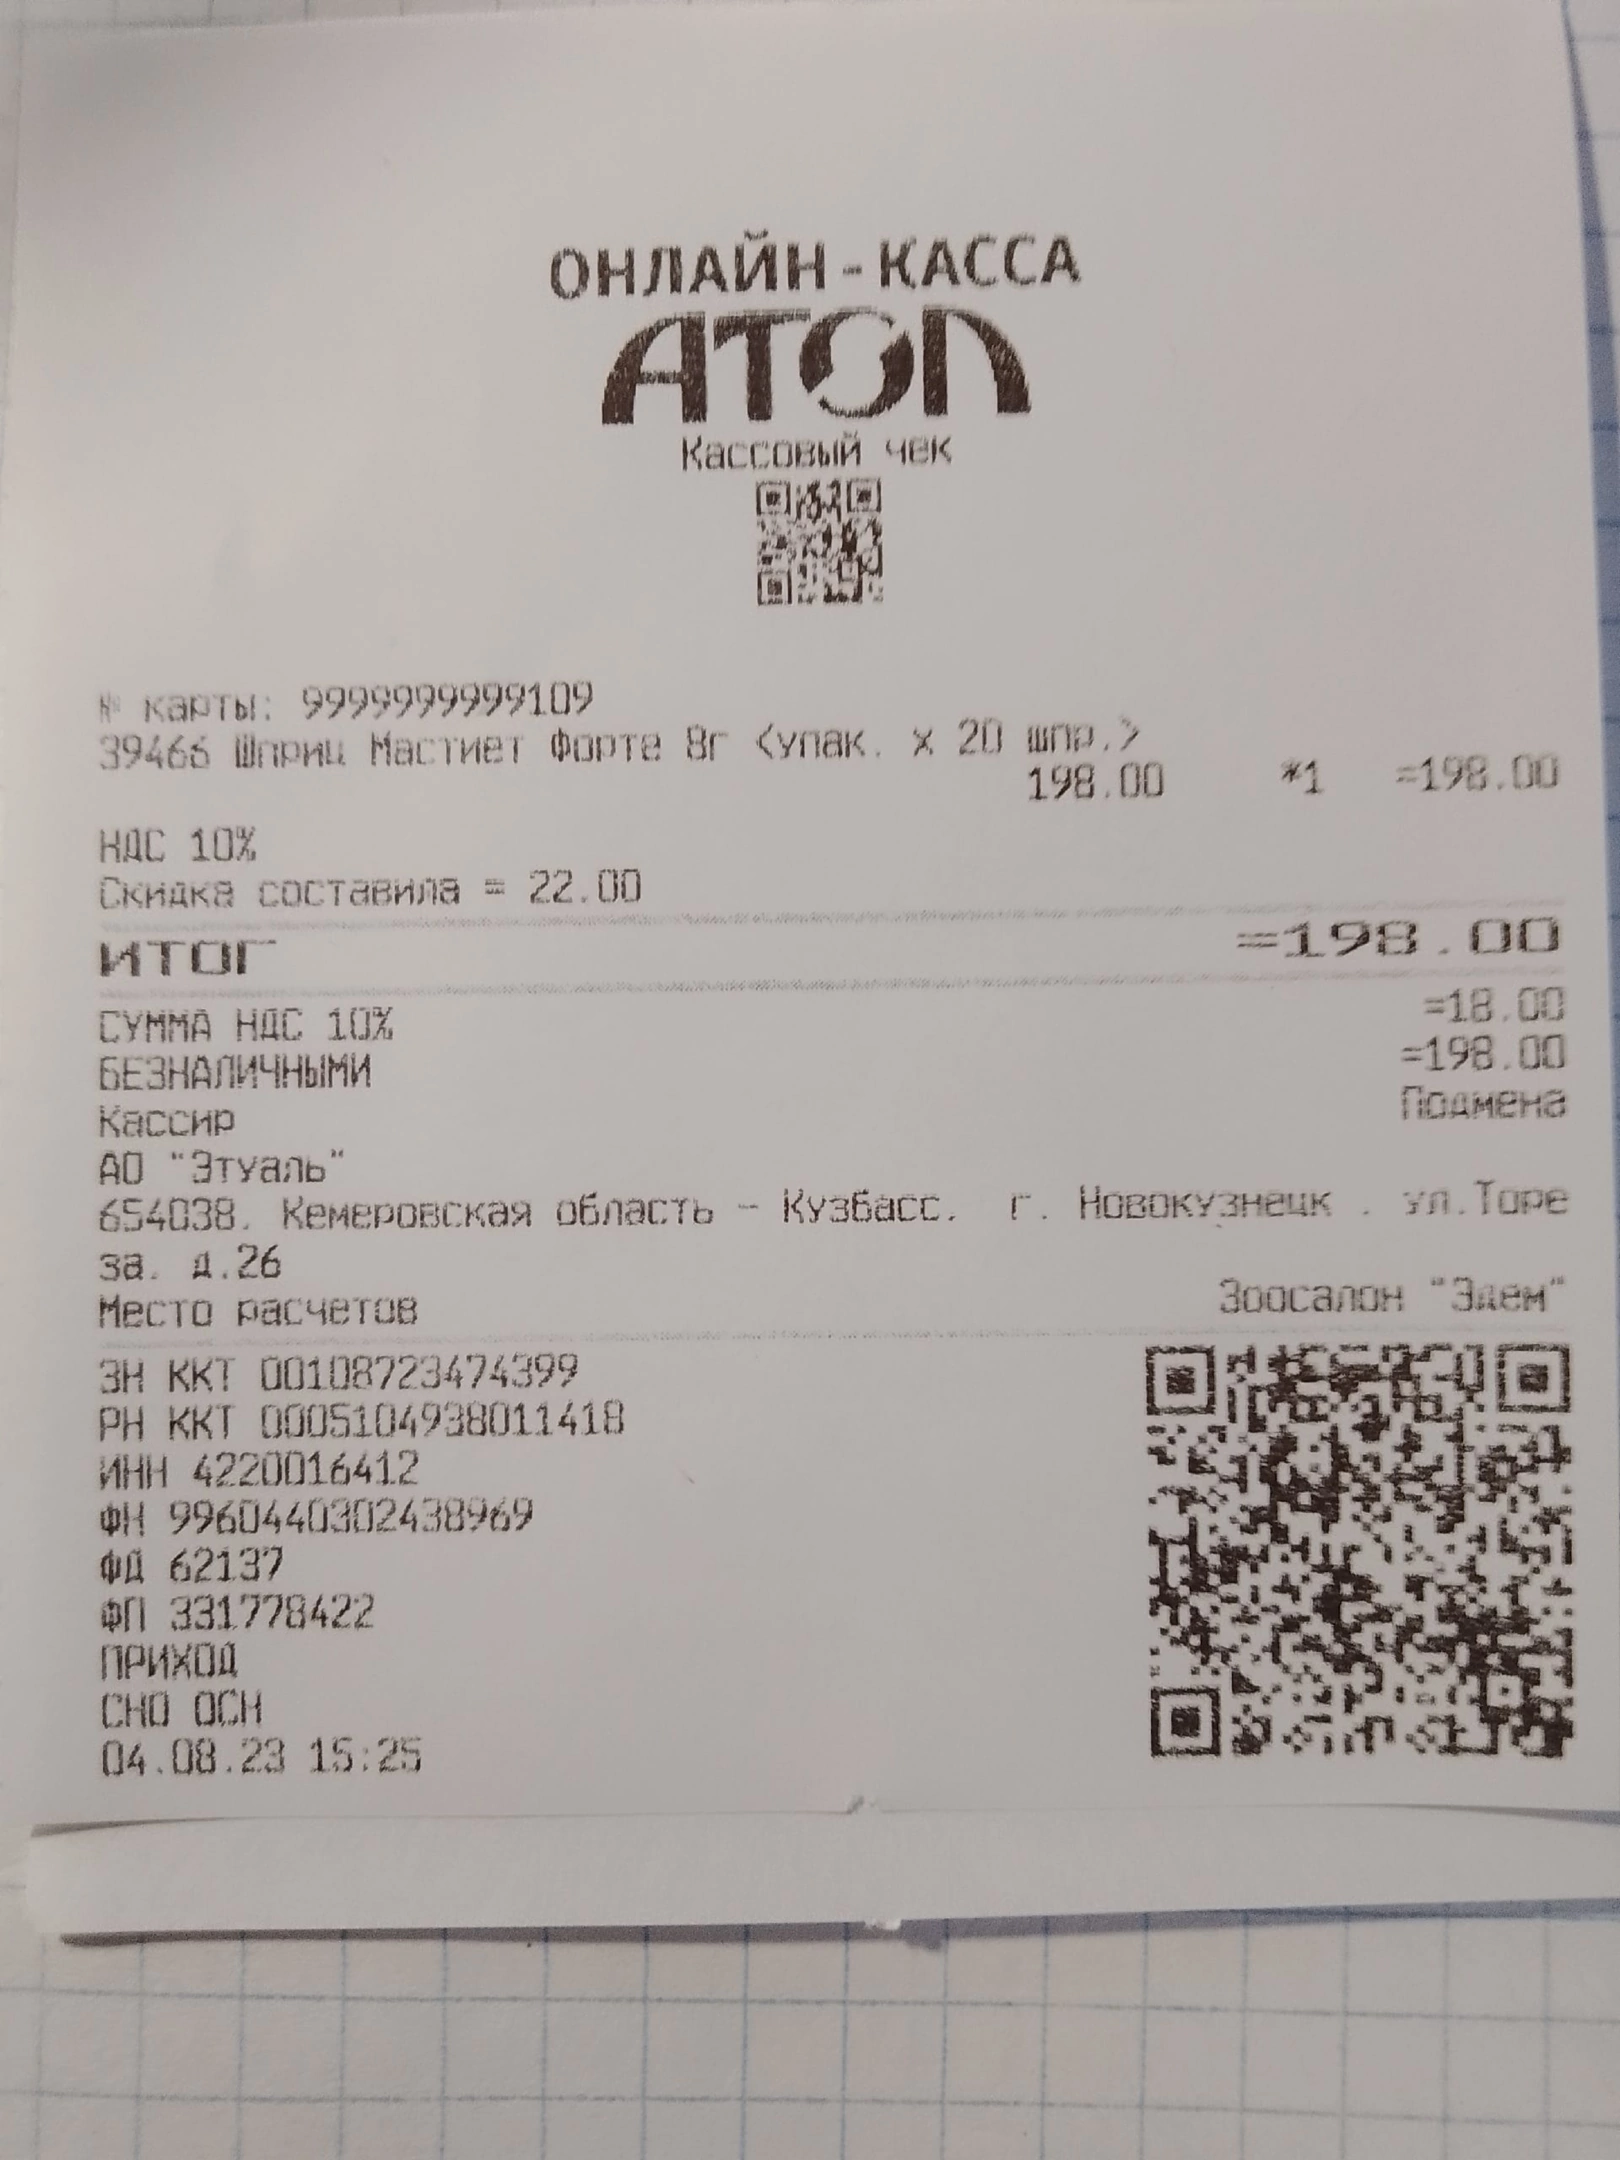 ОНЛАЙН-КАССА
АТОЛ
Кассовый чек
№ карты: 9999999999109
39466 Шприц Мастиет Форте 8г <упак. х 20 шпр.>
198.00 *1 =198.00
НДС 10%
Скидка составила = 22.00
ИТОГ =198.00
СУММА НДС 10% =18.00
БЕЗНАЛИЧНЫМИ =198.00
Кассир Подмена
АО "Этуаль"
654038, Кемеровская область - Кузбасс, г. Новокузнецк , ул.Торе
за, д.26
Место расчетов Зоосалон "Эдем"
ЗН ККТ 00108723474399
РН ККТ 0005104938011418
ИНН 4220016412
ФН 9960440302438969
ФД 62137
ФП 331778422
ПРИХОД
СНО ОСН
04.08.23 15:25